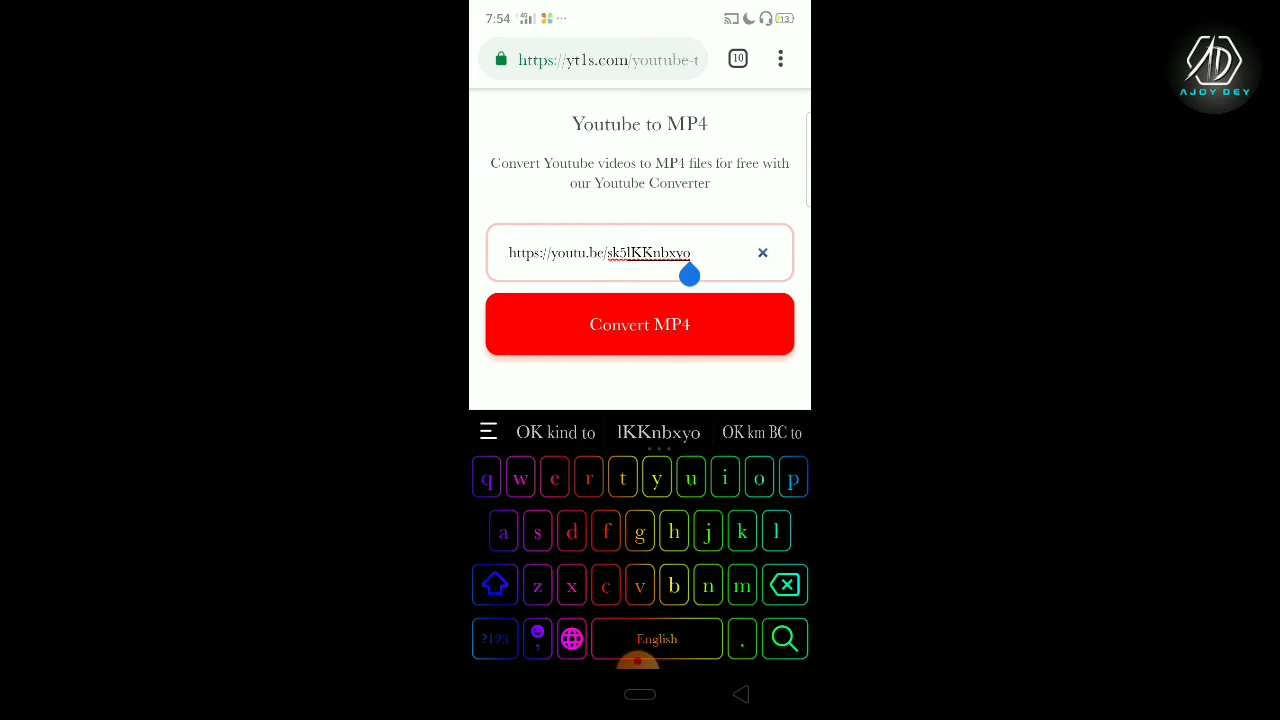 7:54 4G ... 13
https://yt1s.com/youtube-t 10
AJOY DEY
Youtube to MP4
Convert Youtube videos to MP4 files for free with
our Youtube Converter
https://youtu.be/sk5lKKnbxyo ×
Convert MP4
OK kind to lKKnbxyo OK km BC to
q w e r t y u i o p
a s d f g h j k l
z x c v b n m
?123 , English .